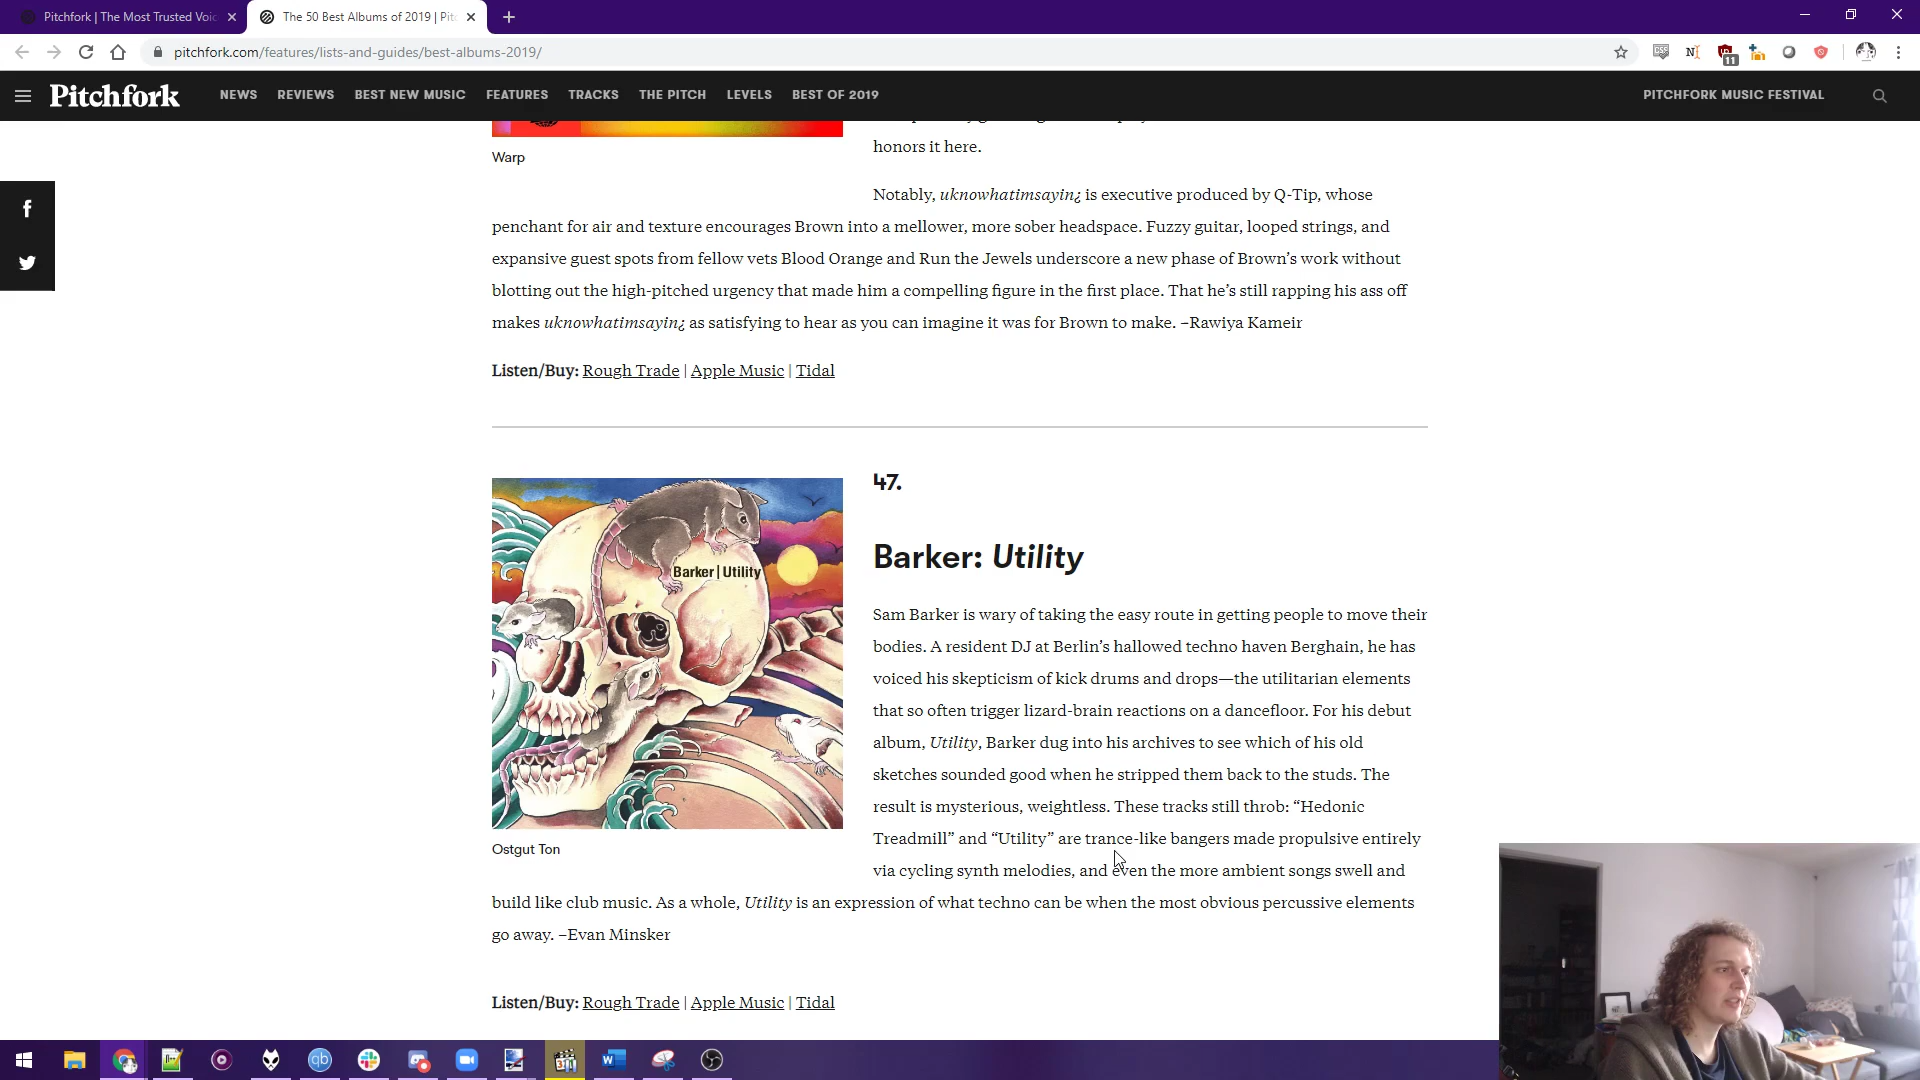 Pitchfork | The Most Trusted Voic
The 50 Best Albums of 2019 | Pitc
pitchfork.com/features/lists-and-guides/best-albums-2019/
11
Pitchfork
NEWS REVIEWS BEST NEW MUSIC FEATURES TRACKS THE PITCH LEVELS BEST OF 2019
PITCHFORK MUSIC FESTIVAL
honors it here.
Warp
Notably, uknowhatimsayin¿ is executive produced by Q-Tip, whose
penchant for air and texture encourages Brown into a mellower, more sober headspace. Fuzzy guitar, looped strings, and
expansive guest spots from fellow vets Blood Orange and Run the Jewels underscore a new phase of Brown’s work without
blotting out the high-pitched urgency that made him a compelling figure in the first place. That he’s still rapping his ass off
makes uknowhatimsayin¿ as satisfying to hear as you can imagine it was for Brown to make. –Rawiya Kameir
Listen/Buy: Rough Trade | Apple Music | Tidal
47.
Barker: Utility
Barker | Utility
Sam Barker is wary of taking the easy route in getting people to move their
bodies. A resident DJ at Berlin’s hallowed techno haven Berghain, he has
voiced his skepticism of kick drums and drops—the utilitarian elements
that so often trigger lizard-brain reactions on a dancefloor. For his debut
album, Utility, Barker dug into his archives to see which of his old
sketches sounded good when he stripped them back to the studs. The
result is mysterious, weightless. These tracks still throb: “Hedonic
Treadmill” and “Utility” are trance-like bangers made propulsive entirely
via cycling synth melodies, and even the more ambient songs swell and
build like club music. As a whole, Utility is an expression of what techno can be when the most obvious percussive elements
go away. –Evan Minsker
Ostgut Ton
Listen/Buy: Rough Trade | Apple Music | Tidal